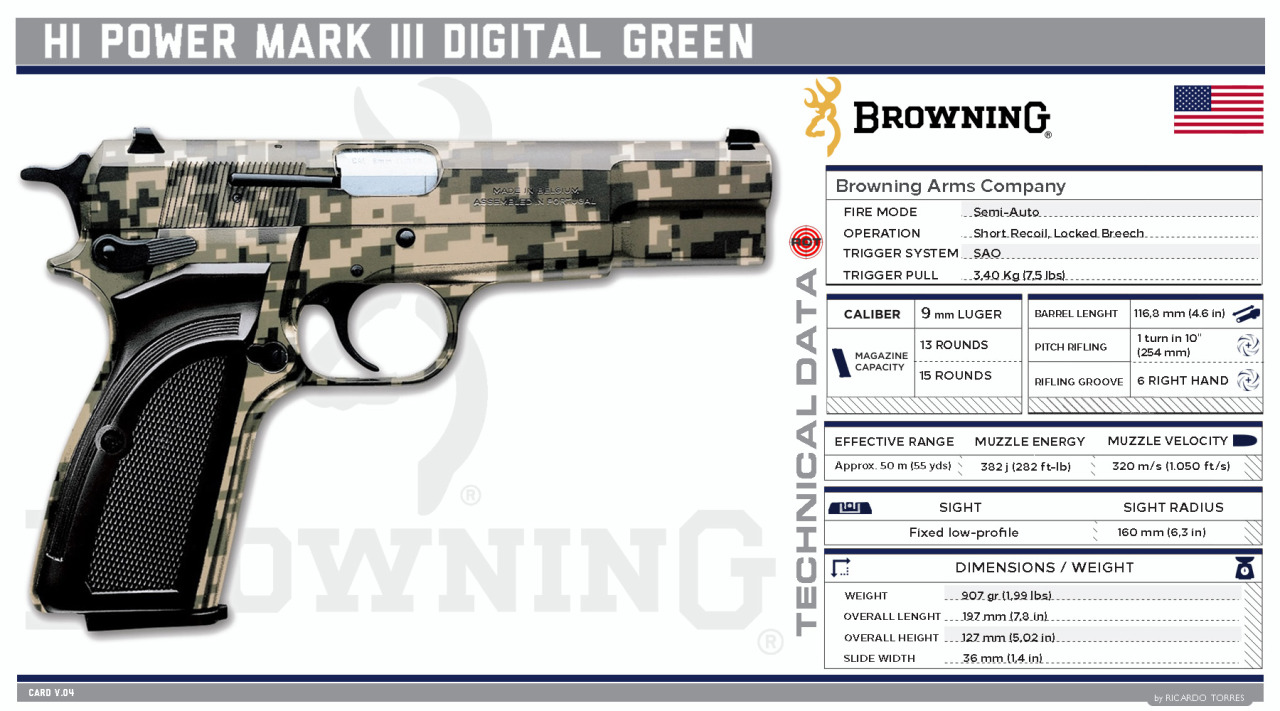 HI POWER MARK III DIGITAL GREEN
BROWNING®
Browning Arms Company
FIRE MODE Semi-Auto
OPERATION Short Recoil, Locked Breech
TRIGGER SYSTEM SAO
TRIGGER PULL 3,40 Kg (7,5 lbs)
CALIBER 9 mm LUGER
MAGAZINE CAPACITY 13 ROUNDS
15 ROUNDS
BARREL LENGHT 116,8 mm (4.6 in)
PITCH RIFLING 1 turn in 10"
(254 mm)
RIFLING GROOVE 6 RIGHT HAND
EFFECTIVE RANGE MUZZLE ENERGY MUZZLE VELOCITY
Approx. 50 m (55 yds) 382 j (282 ft-lb) 320 m/s (1.050 ft/s)
SIGHT SIGHT RADIUS
Fixed low-profile 160 mm (6,3 in)
DIMENSIONS / WEIGHT
WEIGHT 907 gr (1,99 lbs)
OVERALL LENGHT 197 mm (7,8 in)
OVERALL HEIGHT 127 mm (5,02 in)
SLIDE WIDTH 36 mm (1,4 in)
TECHNICAL DATA
MADE IN BELGIUM
ASSEMBLED IN PORTUGAL
®
BROWNING
®
CARD V.04
by RICARDO TORRES